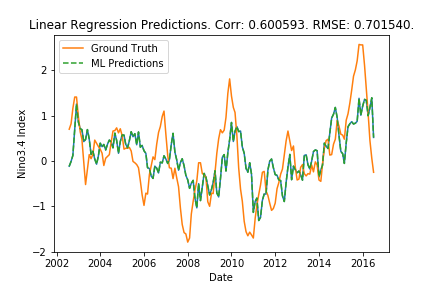 Linear Regression Predictions. Corr: 0.600593. RMSE: 0.701540.
Ground Truth
ML Predictions
Nino3.4 Index
2
1
0
−1
−2
2002 2004 2006 2008 2010 2012 2014 2016
Date